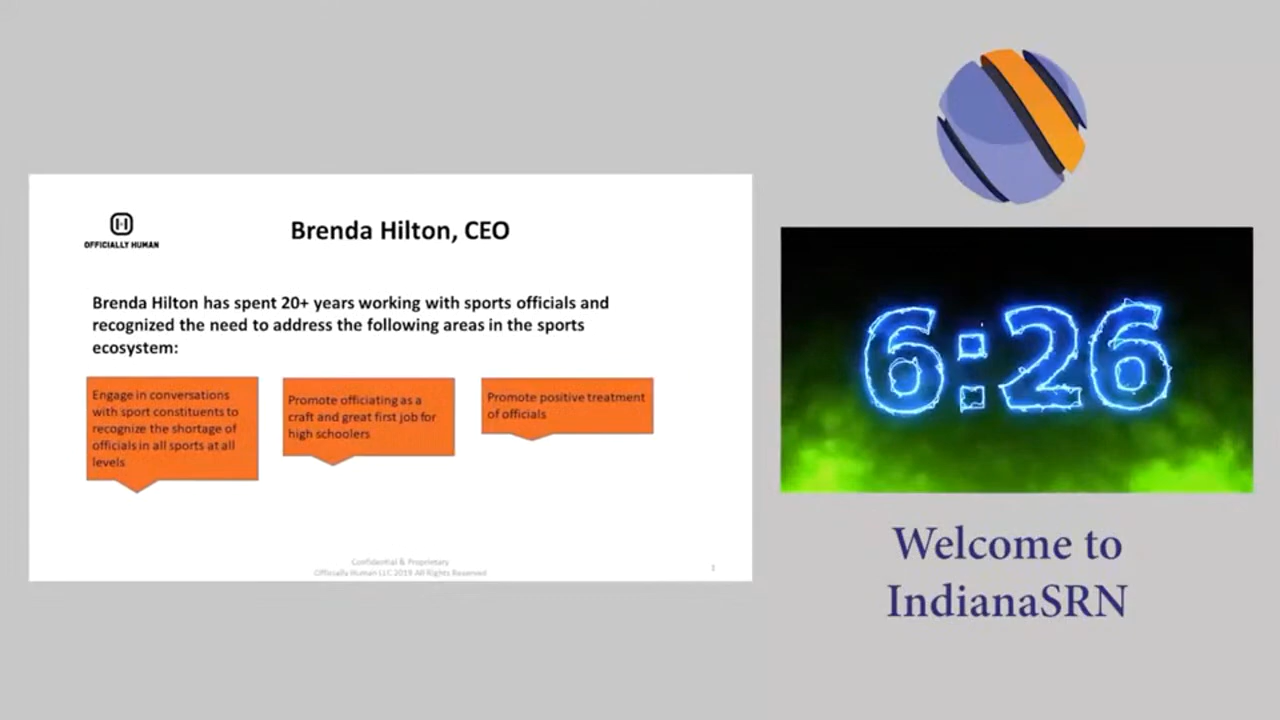 OFFICIALLY HUMAN
Brenda Hilton, CEO
Brenda Hilton has spent 20+ years working with sports officials and
recognized the need to address the following areas in the sports
ecosystem:
Engage in conversations
with sport constituents to
recognize the shortage of
officials in all sports at all
levels
Promote officiating as a
craft and great first job for
high schoolers
Promote positive treatment
of officials
Confidential & Proprietary
Officially Human LLC 2019 All Rights Reserved
6:26
Welcome to
IndianaSRN